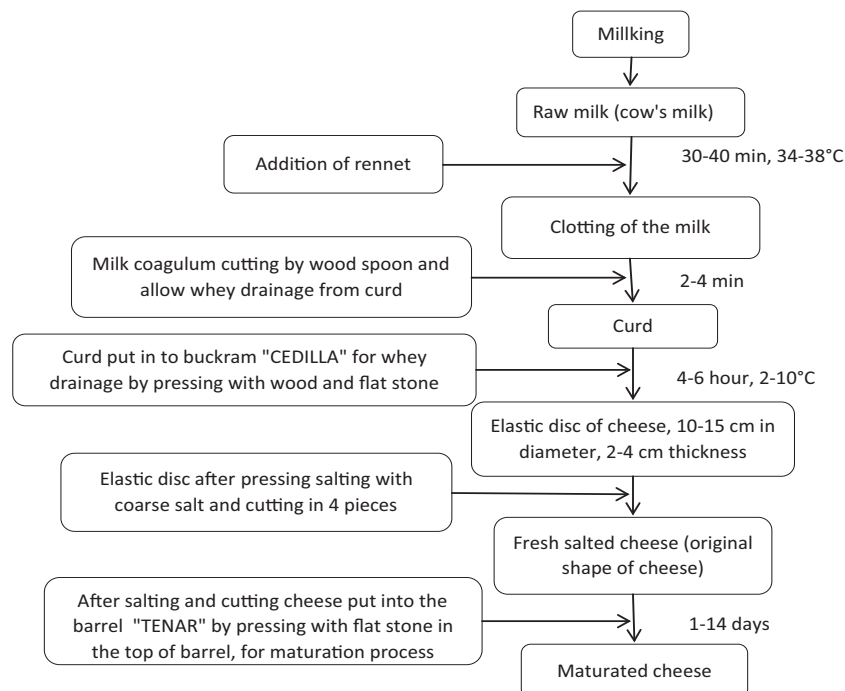 Millking
Raw milk (cow's milk)
30-40 min, 34-38°C
Addition of rennet
Clotting of the milk
Milk coagulum cutting by wood spoon and
allow whey drainage from curd
2-4 min
Curd
Curd put in to buckram "CEDILLA" for whey
drainage by pressing with wood and flat stone
4-6 hour, 2-10°C
Elastic disc of cheese, 10-15 cm in
diameter, 2-4 cm thickness
Elastic disc after pressing salting with
coarse salt and cutting in 4 pieces
Fresh salted cheese (original
shape of cheese)
After salting and cutting cheese put into the
barrel "TENAR" by pressing with flat stone in
the top of barrel, for maturation process
1-14 days
Maturated cheese